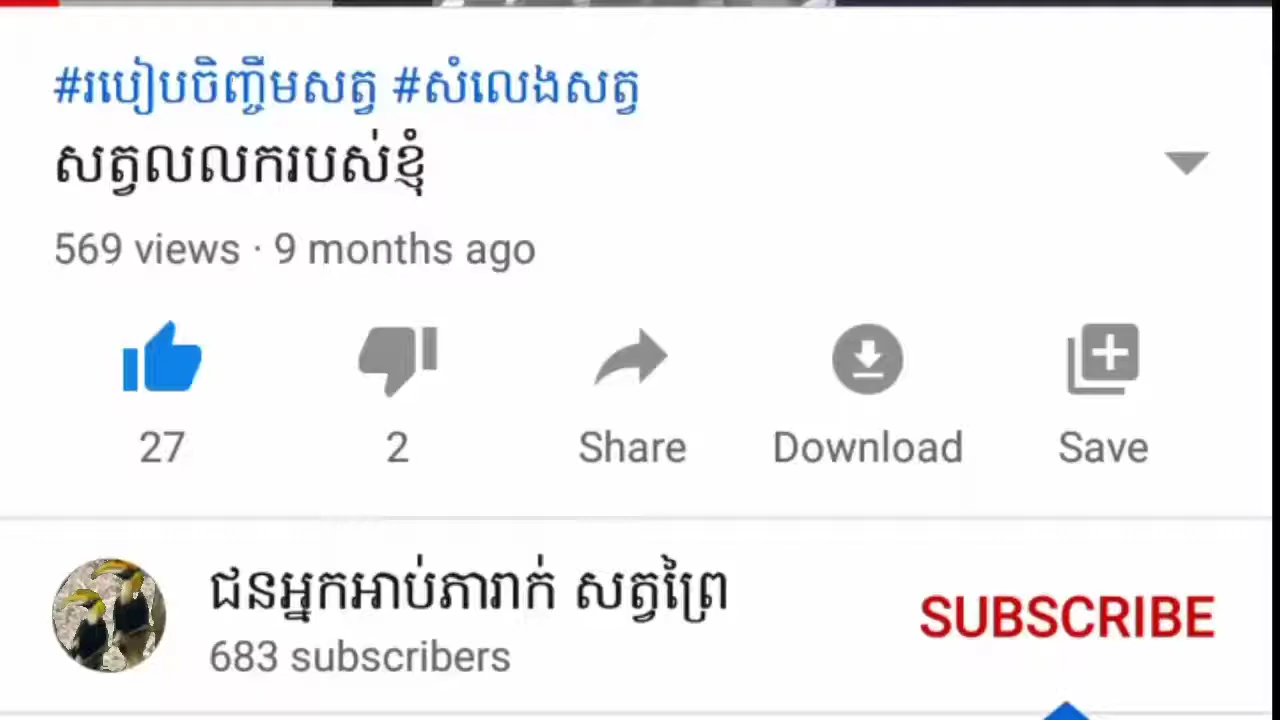 #របៀបចិញ្ចឹមសត្វ #សំលេងសត្វ
សត្វលលករបស់ខ្ញុំ
569 views · 9 months ago
27
2
Share
Download
Save
ជនអ្នកអាប់ភារាក់ សត្វព្រៃ
SUBSCRIBE
683 subscribers